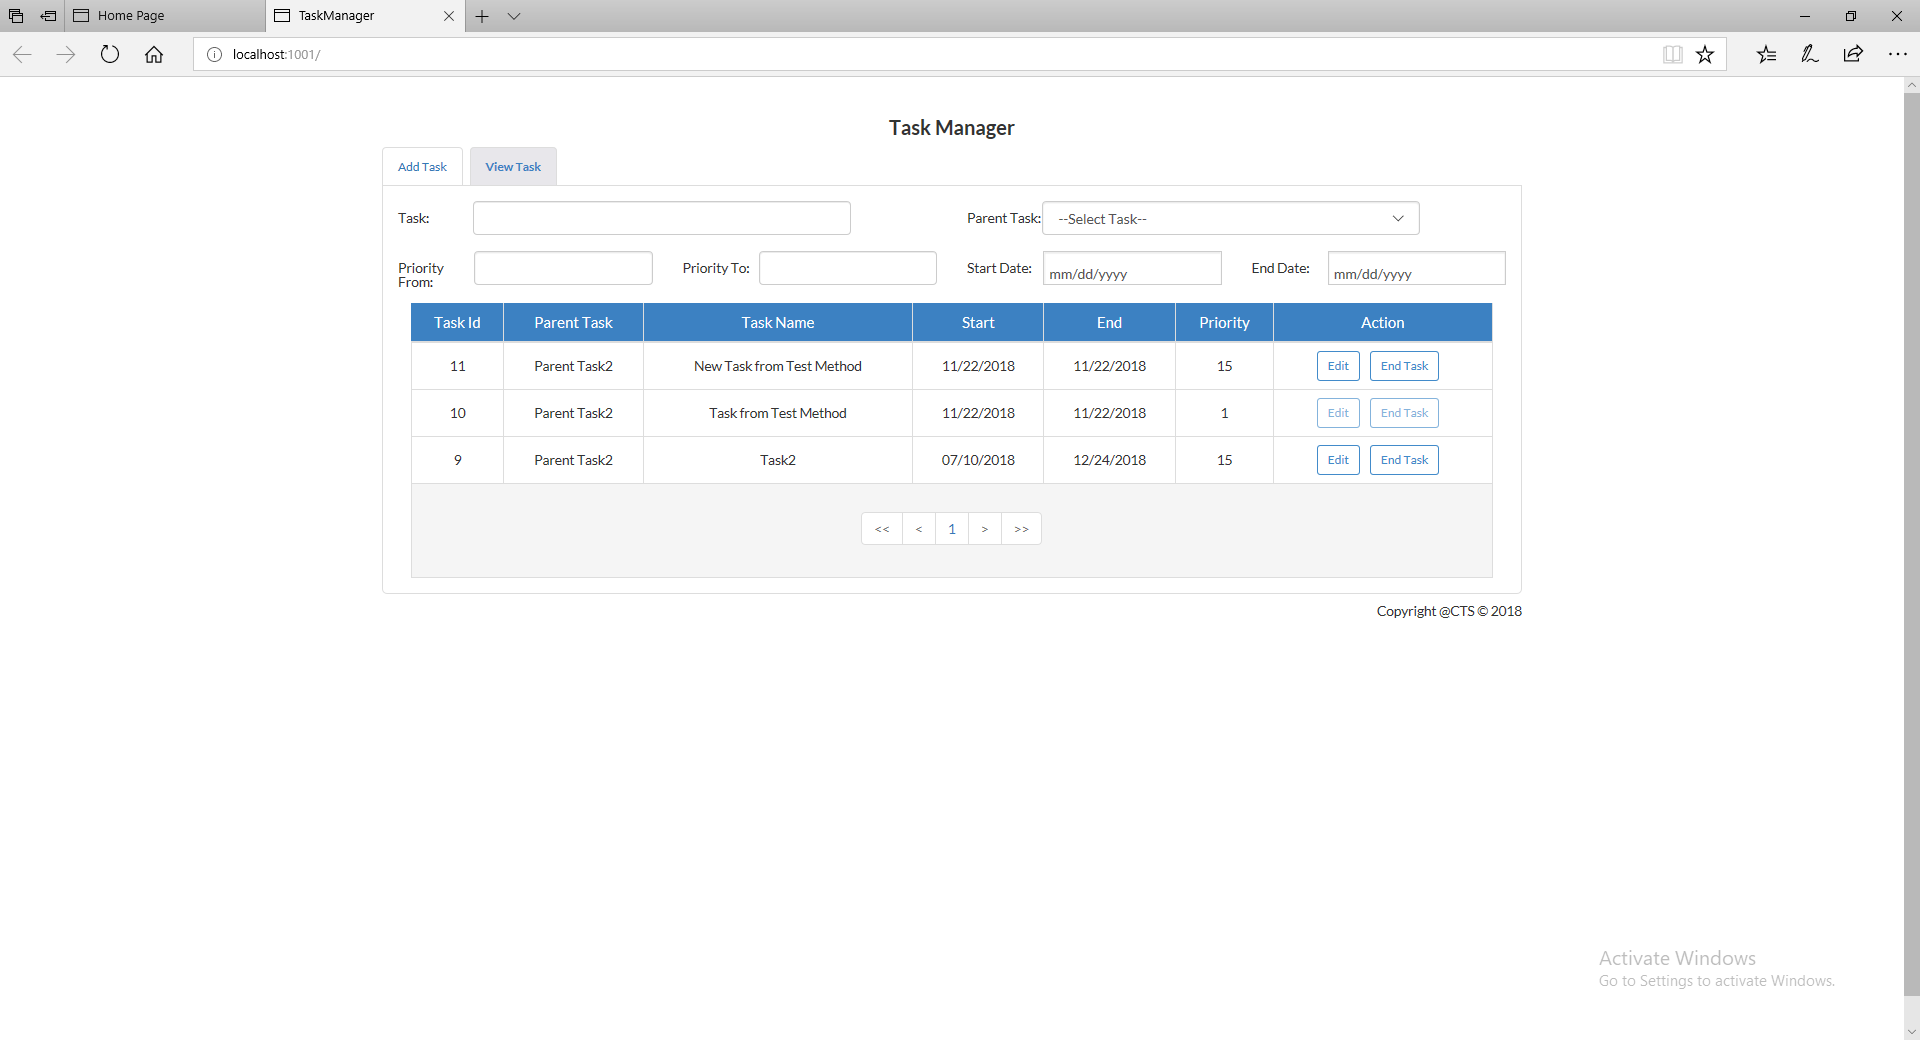 Home Page
TaskManager
localhost:1001/
Task Manager
Add Task
View Task
Task:
Parent Task: --Select Task--
Priority From:
Priority To:
Start Date: mm/dd/yyyy
End Date: mm/dd/yyyy
Task Id Parent Task Task Name Start End Priority Action
11 Parent Task2 New Task from Test Method 11/22/2018 11/22/2018 15 Edit End Task
10 Parent Task2 Task from Test Method 11/22/2018 11/22/2018 1 Edit End Task
9 Parent Task2 Task2 07/10/2018 12/24/2018 15 Edit End Task
<< < 1 > >>
Copyright @CTS © 2018
Activate Windows
Go to Settings to activate Windows.